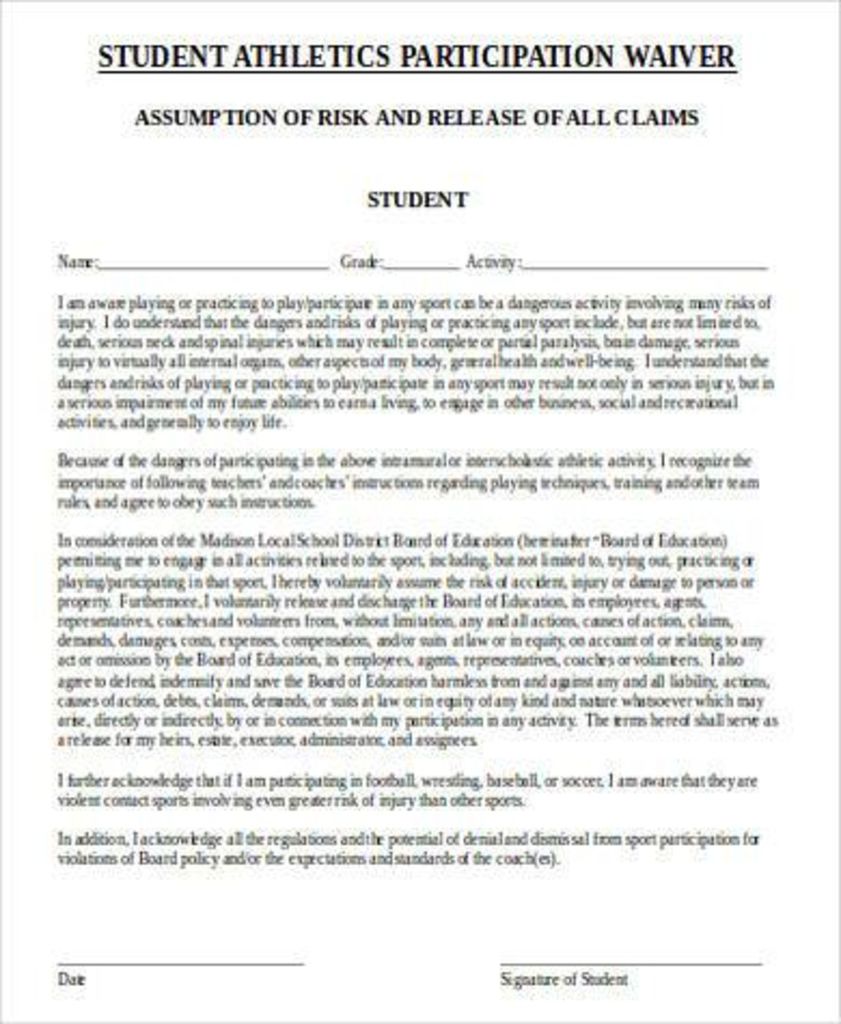 STUDENT ATHLETICS PARTICIPATION WAIVER
ASSUMPTION OF RISK AND RELEASE OF ALL CLAIMS
STUDENT
Name: Grade: Activity:
I am aware playing or practicing to play/participate in any sport can be a dangerous activity involving many risks of
injury. I do understand that the dangers and risks of playing or practicing any sport include, but are not limited to,
death, serious neck and spinal injuries which may result in complete or partial paralysis, brain damage, serious
injury to virtually all internal organs, other aspects of my body, general health and well-being. I understand that the
dangers and risks of playing or practicing to play/participate in any sport may result not only in serious injury, but in
a serious impairment of my future abilities to earn a living, to engage in other business, social and recreational
activities, and generally to enjoy life.
Because of the dangers of participating in the above intramural or interscholastic athletic activity, I recognize the
importance of following teachers' and coaches' instructions regarding playing techniques, training and other team
rules, and agree to obey such instructions.
In consideration of the Madison Local School District Board of Education (hereinafter "Board of Education)
permitting me to engage in all activities related to the sport, including, but not limited to, trying out, practicing or
playing/participating in that sport, I hereby voluntarily assume the risk of accident, injury or damage to person or
property. Furthermore, I voluntarily release and discharge the Board of Education, its employees, agents,
representatives, coaches and volunteers from, without limitation, any and all actions, causes of action, claims,
demands, damages, costs, expenses, compensation, and/or suits at law or in equity, on account of or relating to any
act or omission by the Board of Education, its employees, agents, representatives, coaches or volunteers. I also
agree to defend, indemnify and save the Board of Education harmless from and against any and all liability, actions,
causes of action, debts, claims, demands, or suits at law or in equity of any kind and nature whatsoever which may
arise, directly or indirectly, by or in connection with my participation in any activity. The terms hereof shall serve as
a release for my heirs, estate, executor, administrator, and assignees.
I further acknowledge that if I am participating in football, wrestling, baseball, or soccer, I am aware that they are
violent contact sports involving even greater risk of injury than other sports.
In addition, I acknowledge all the regulations and the potential of denial and dismissal from sport participation for
violations of Board policy and/or the expectations and standards of the coach(es).
Date Signature of Student